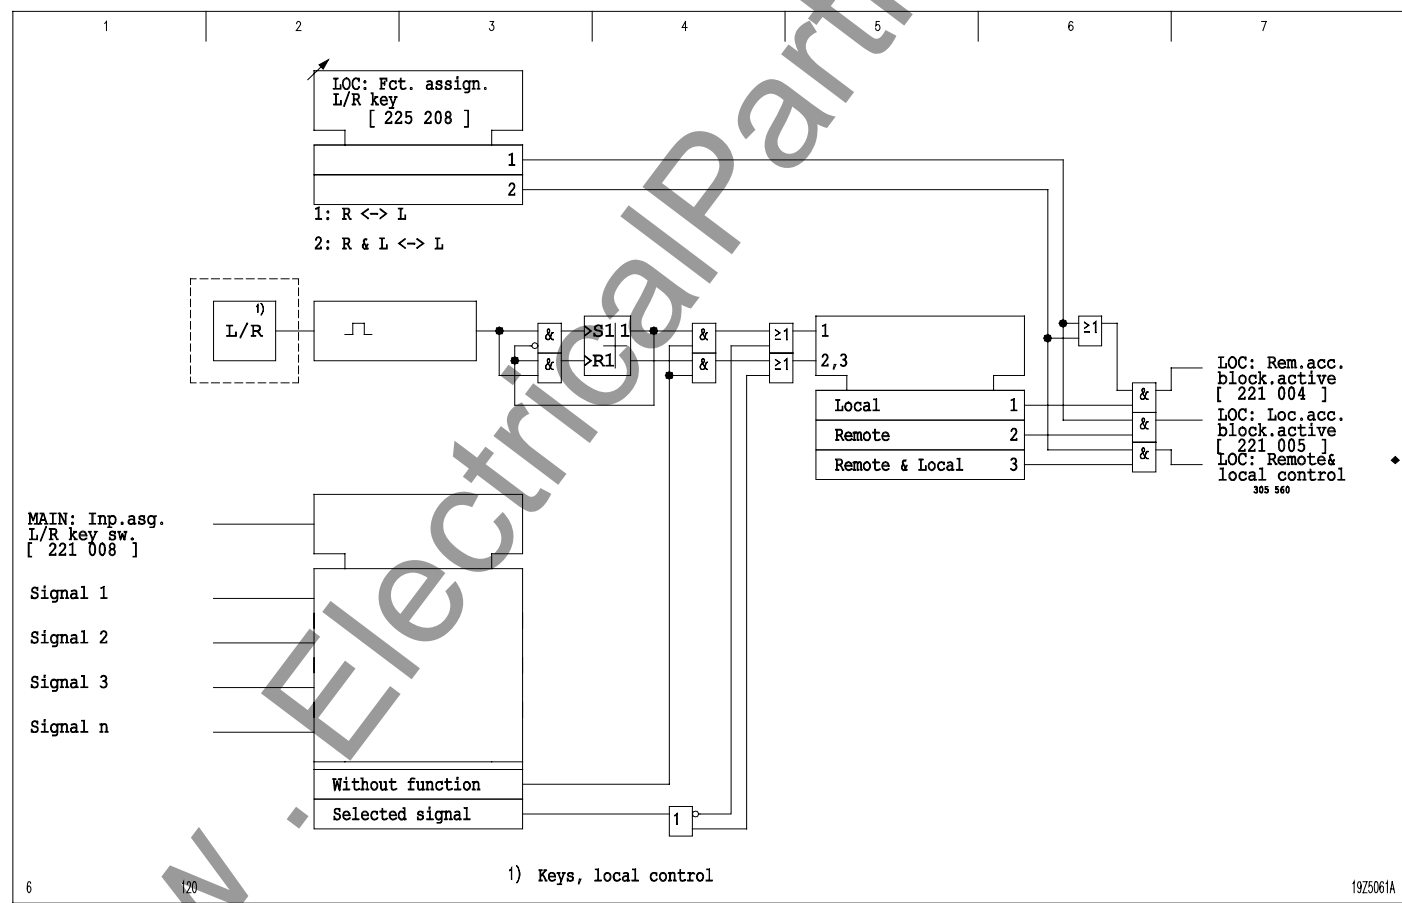 1 2 3 4 5 6 7
LOC: Fct. assign.
L/R key
[ 225 208 ]
1
2
1: R <-> L
2: R & L <-> L
1)
L/R
&
&
S1 1
R1
&
&
≥1
≥1
1
2,3
Local 1
Remote 2
Remote & Local 3
≥1
&
&
&
LOC: Rem.acc.
block.active
[ 221 004 ]
LOC: Loc.acc.
block.active
[ 221 005 ]
LOC: Remote&
local control
305 560
MAIN: Inp.asg.
L/R key sw.
[ 221 008 ]
Signal 1
Signal 2
Signal 3
Signal n
Without function
Selected signal
1
1) Keys, local control
6 120 19Z5061A
w . ElectricalPart